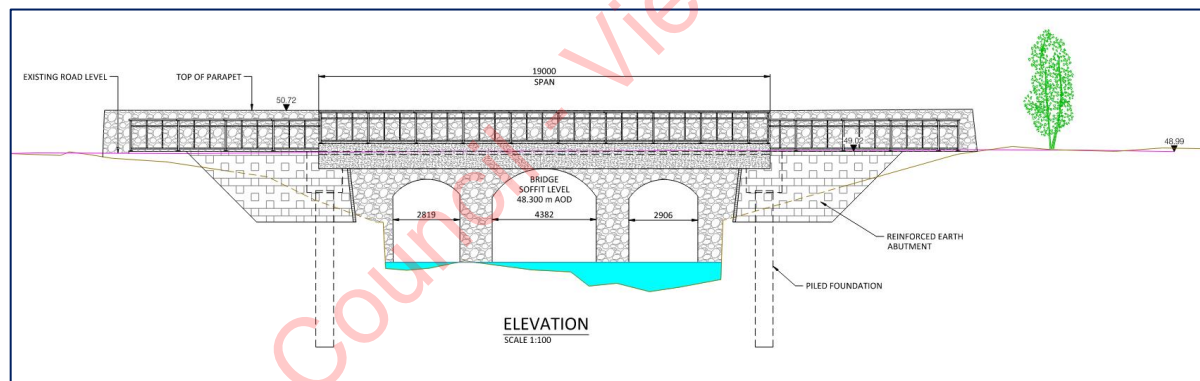 19000
SPAN
EXISTING ROAD LEVEL
TOP OF PARAPET
50.72
49.02
48.99
BRIDGE
SOFFIT LEVEL
48.300 m AOD
2819
4382
2906
REINFORCED EARTH
ABUTMENT
PILED FOUNDATION
ELEVATION
SCALE 1:100
Council - Vie